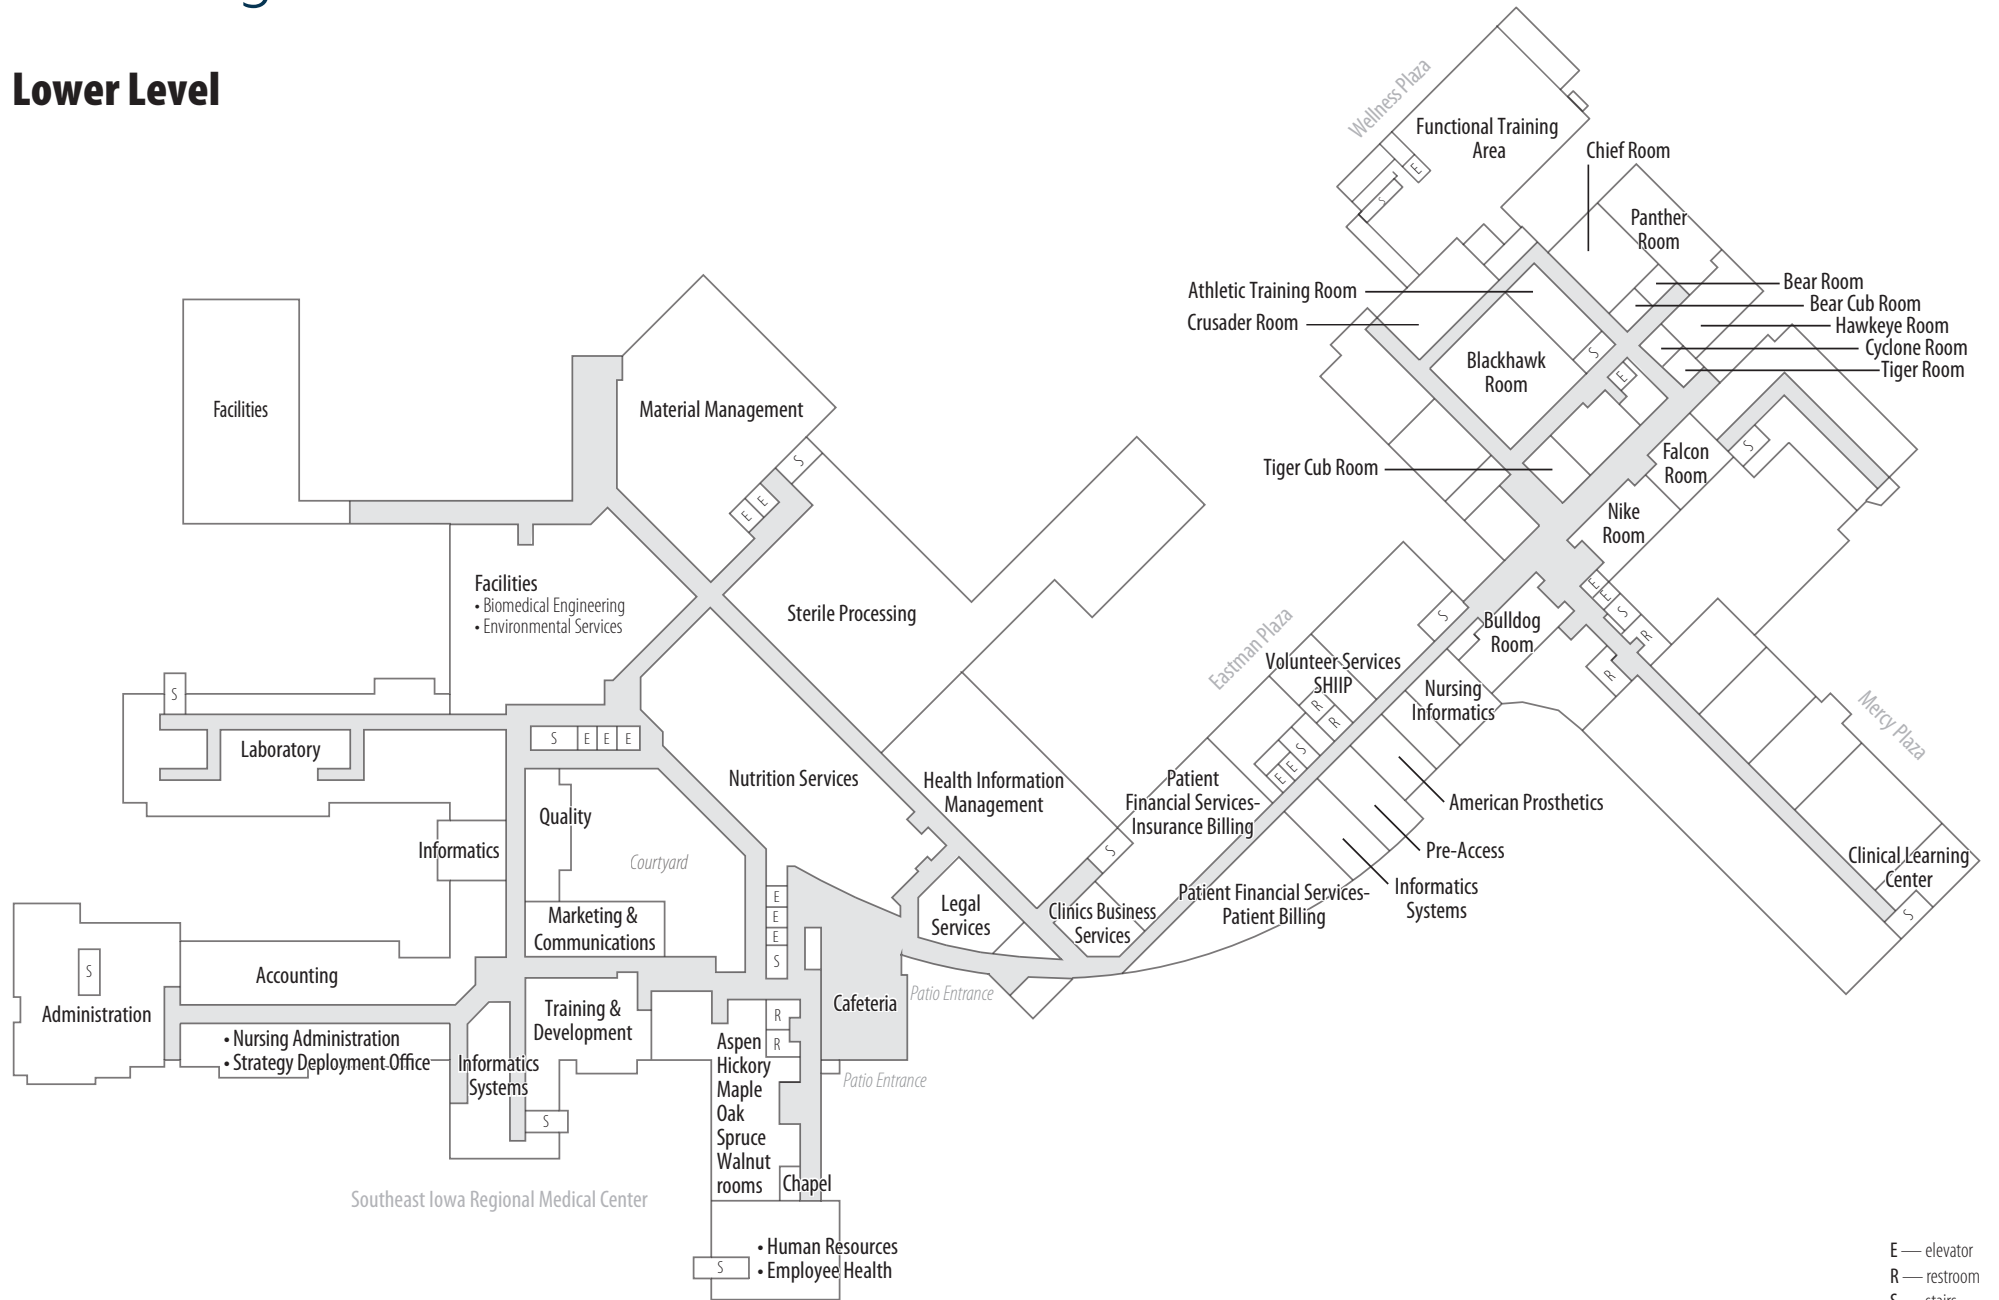 Lower Level
Wellness Plaza
Functional Training
Area
E
S
Chief Room
Panther
Room
Athletic Training Room
Crusader Room
Bear Room
Bear Cub Room
Hawkeye Room
Cyclone Room
Tiger Room
Blackhawk
Room
S
E
Facilities
Material Management
S
E
E
Tiger Cub Room
Falcon
Room
S
Nike
Room
Facilities
• Biomedical Engineering
• Environmental Services
Sterile Processing
E
E
S
R
R
S
Bulldog
Room
Eastman Plaza
Volunteer Services
SHIIP
R
R
S
E
E
Nursing
Informatics
Mercy Plaza
S
Laboratory
S
E
E
E
Nutrition Services
Health Information
Management
Patient
Financial Services-
Insurance Billing
American Prosthetics
Quality
Informatics
Courtyard
S
Pre-Access
Informatics
Systems
Clinical Learning
Center
S
Patient Financial Services-
Patient Billing
E
E
E
S
Legal
Services
Clinics Business
Services
Marketing &
Communications
S
Accounting
Administration
Training &
Development
Cafeteria
Patio Entrance
• Nursing Administration
• Strategy Deployment Office
Informatics
Systems
S
R
R
Aspen
Hickory
Maple
Oak
Spruce
Walnut
rooms
Patio Entrance
Chapel
Southeast Iowa Regional Medical Center
• Human Resources
• Employee Health
S
E — elevator
R — restroom
S — stairs